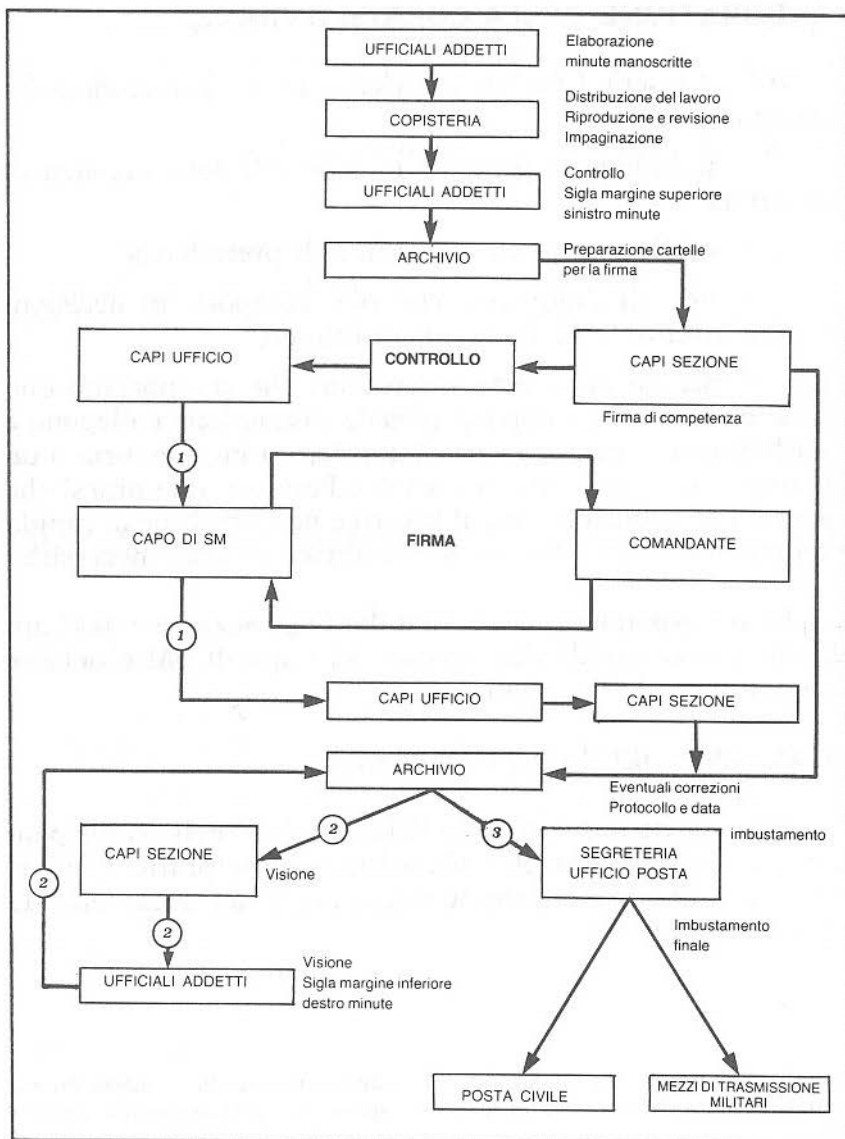 UFFICIALI ADDETTI
Elaborazione
minute manoscritte
COPISTERIA
Distribuzione del lavoro
Riproduzione e revisione
Impaginazione
UFFICIALI ADDETTI
Controllo
Sigla margine superiore
sinistro minute
ARCHIVIO
Preparazione cartelle
per la firma
CAPI UFFICIO
CONTROLLO
CAPI SEZIONE
Firma di competenza
1
CAPO DI SM
FIRMA
COMANDANTE
1
CAPI UFFICIO
CAPI SEZIONE
ARCHIVIO
Eventuali correzioni
Protocollo e data
2
3
CAPI SEZIONE
Visione
SEGRETERIA
UFFICIO POSTA
imbustamento
2
2
Imbustamento
finale
UFFICIALI ADDETTI
Visione
Sigla margine inferiore
destro minute
POSTA CIVILE
MEZZI DI TRASMISSIONE
MILITARI